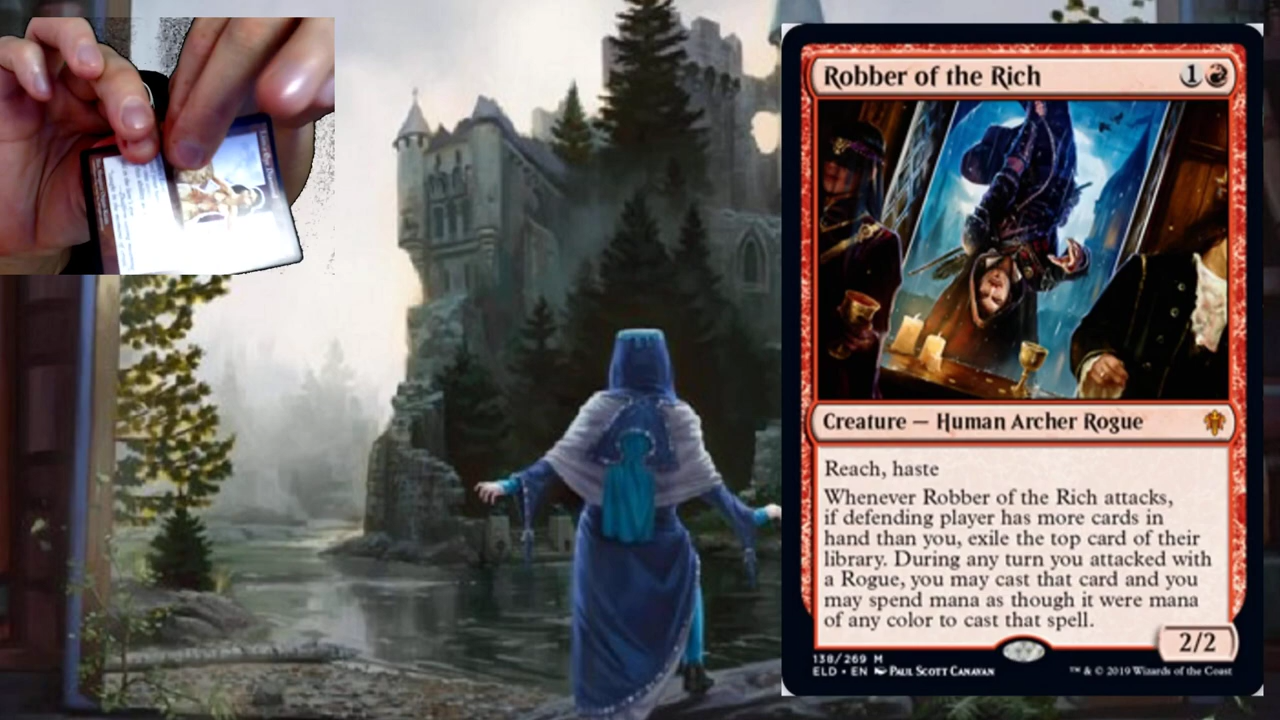 Robber of the Rich
1
Creature — Human Archer Rogue
Reach, haste
Whenever Robber of the Rich attacks,
if defending player has more cards in
hand than you, exile the top card of their
library. During any turn you attacked with
a Rogue, you may cast that card and you
may spend mana as though it were mana
of any color to cast that spell.
2/2
138/269 M
ELD • EN Paul Scott Canavan
™ & © 2019 Wizards of the Coast